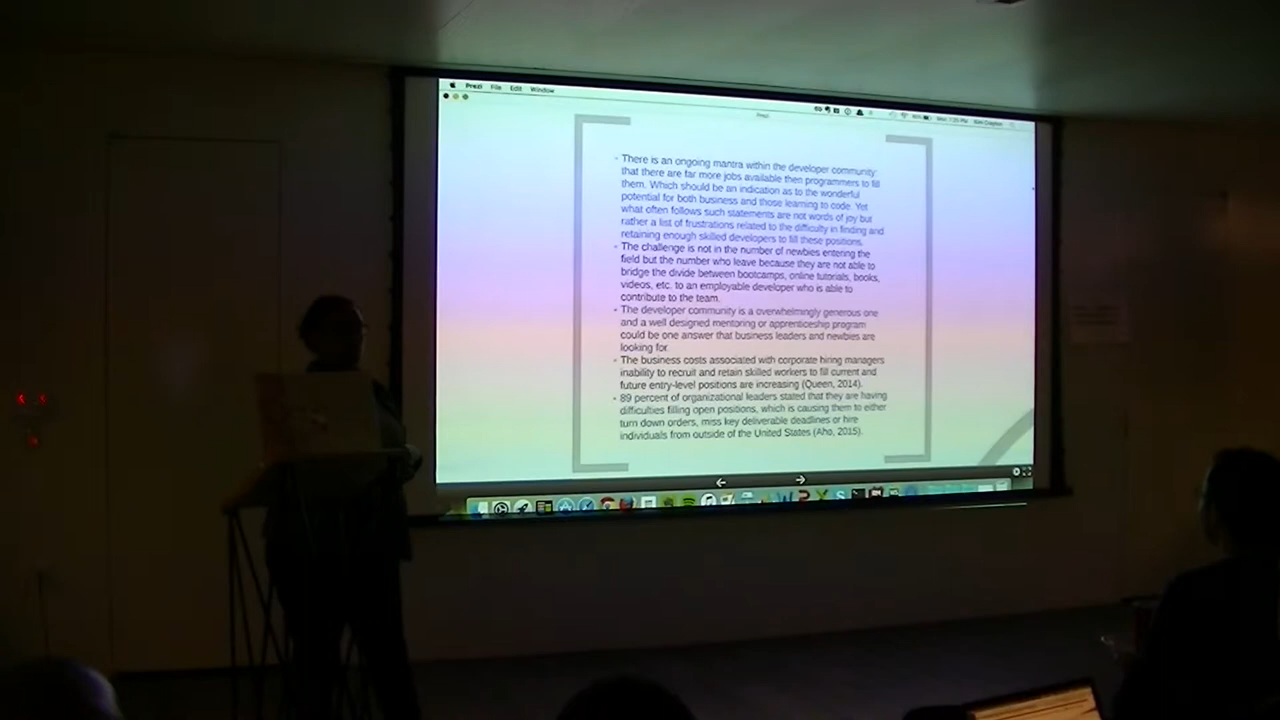 Prezi File Edit Window
Prezi
- There is an ongoing mantra within the developer community:
that there are far more jobs available then programmers to fill
them. Which should be an indication as to the wonderful
potential for both business and those learning to code. Yet
what often follows such statements are not words of joy but
rather a list of frustrations related to the difficulty in finding and
retaining enough skilled developers to fill these positions.
- The challenge is not in the number of newbies entering the
field but the number who leave because they are not able to
bridge the divide between bootcamps, online tutorials, books,
videos, etc. to an employable developer who is able to
contribute to the team.
- The developer community is a overwhelmingly generous one
and a well designed mentoring or apprenticeship program
could be one answer that business leaders and newbies are
looking for.
- The business costs associated with corporate hiring managers
inability to recruit and retain skilled workers to fill current and
future entry-level positions are increasing (Queen, 2014).
- 89 percent of organizational leaders stated that they are having
difficulties filling open positions, which is causing them to either
turn down orders, miss key deliverable deadlines or hire
individuals from outside of the United States (Aho, 2015).